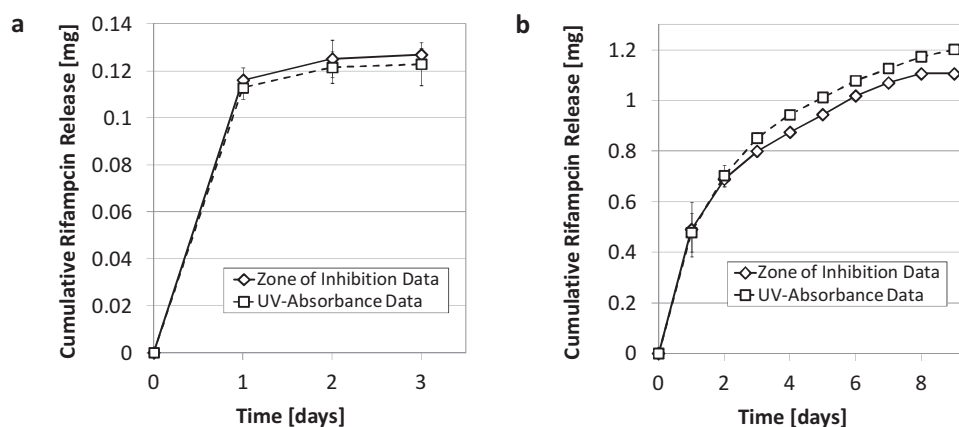 a
Cumulative Rifampcin Release [mg]
0.14
0.12
0.1
0.08
0.06
0.04
0.02
0
0 1 2 3
Time [days]
Zone of Inhibition Data
UV-Absorbance Data
b
Cumulative Rifampcin Release [mg]
1.2
1
0.8
0.6
0.4
0.2
0
0 2 4 6 8
Time [days]
Zone of Inhibition Data
UV-Absorbance Data